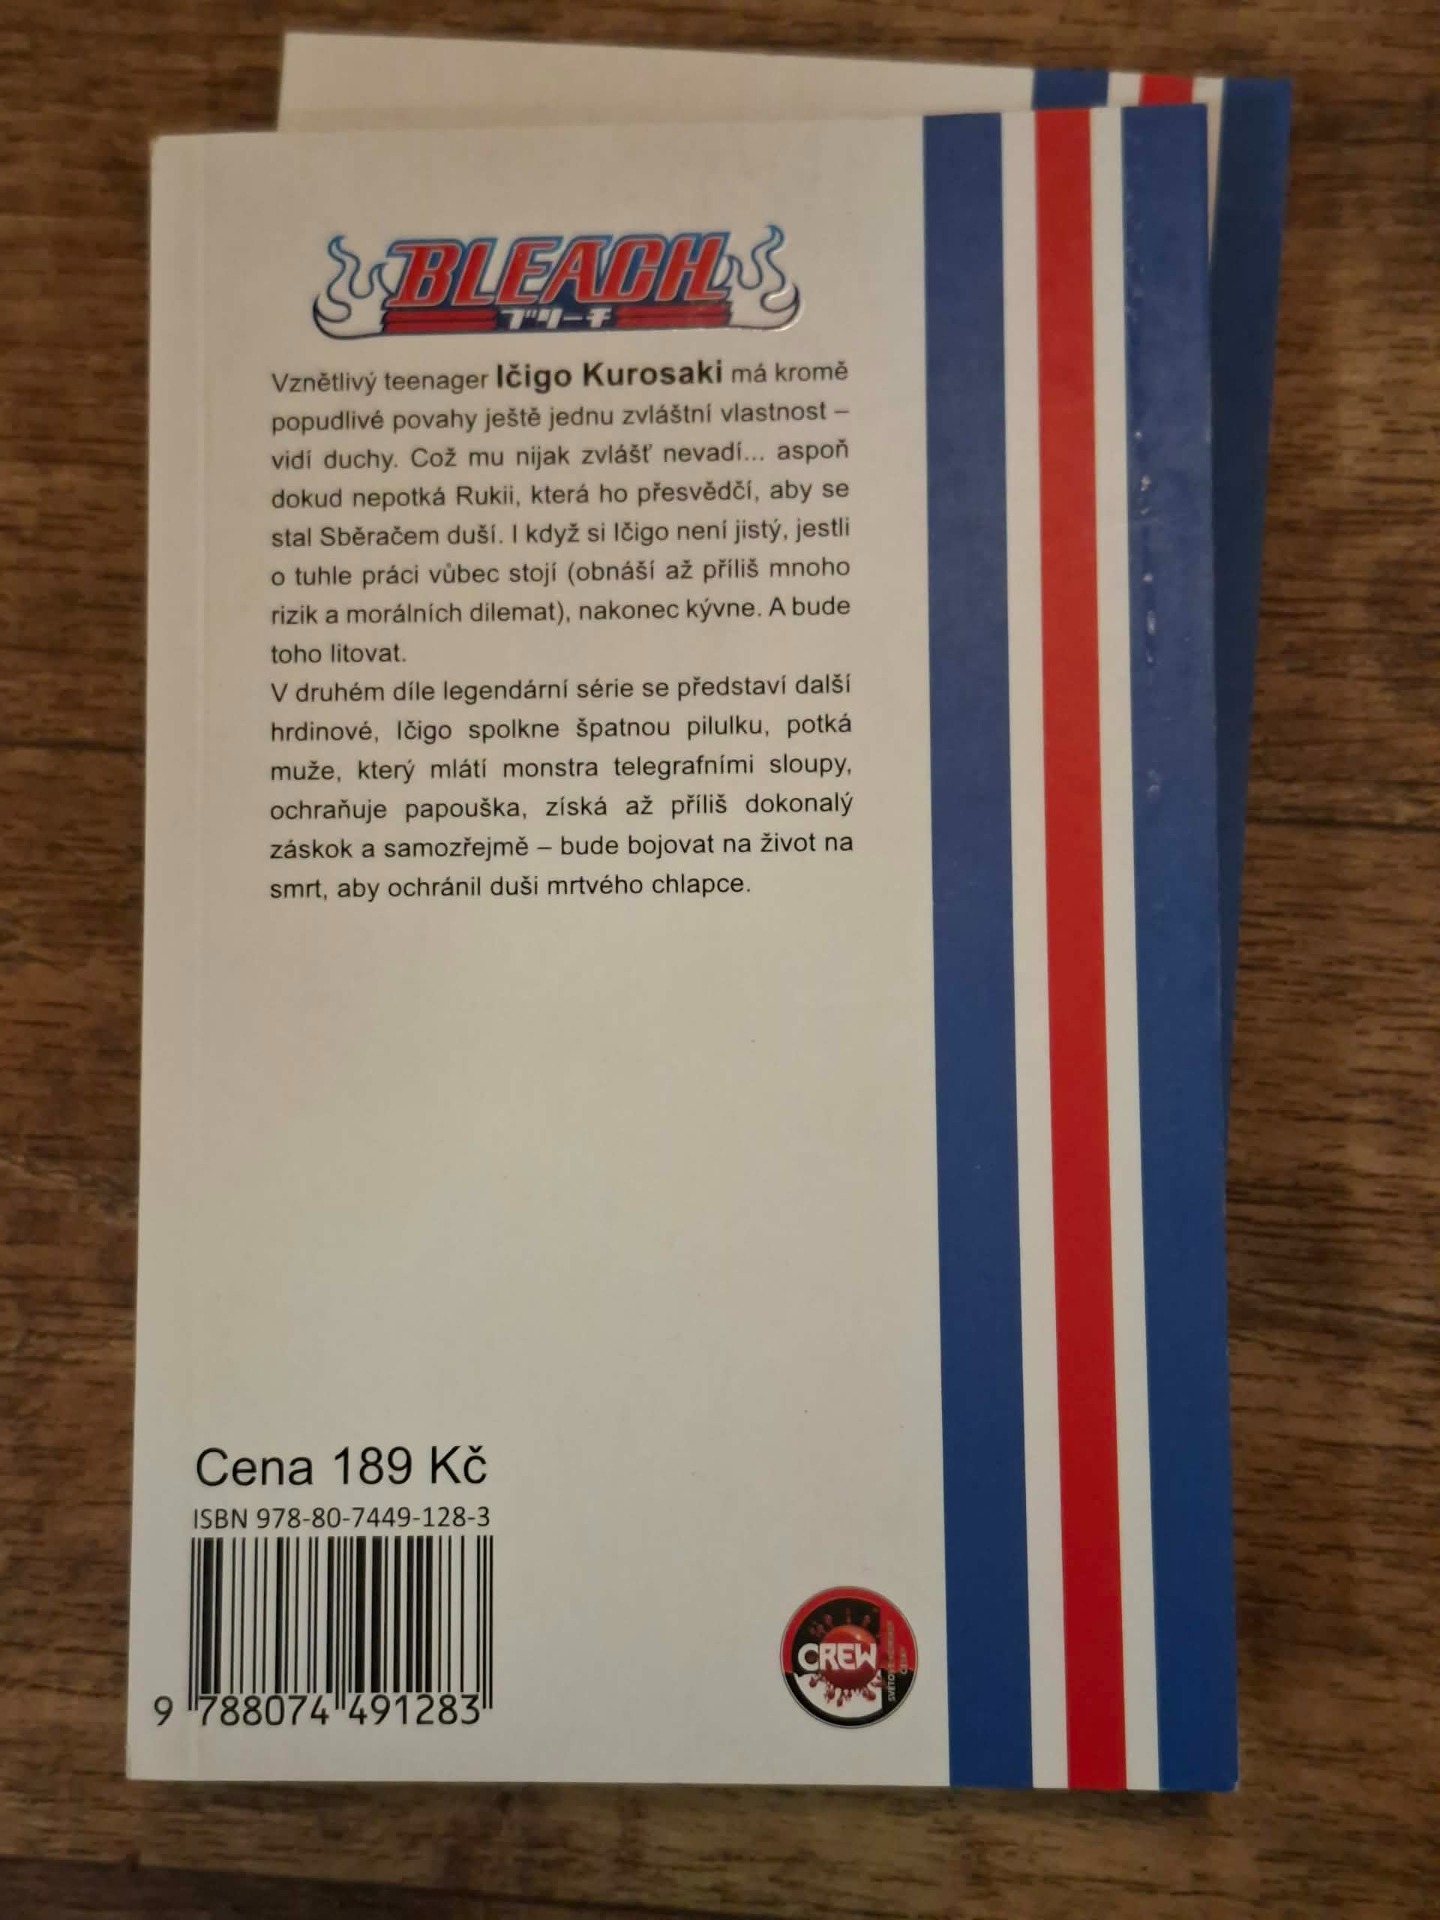 BLEACH
ブリーチ
Vznětlivý teenager Ičigo Kurosaki má kromě
popudlivé povahy ještě jednu zvláštní vlastnost –
vidí duchy. Což mu nijak zvlášť nevadí... aspoň
dokud nepotká Rukii, která ho přesvědčí, aby se
stal Sběračem duší. I když si Ičigo není jistý, jestli
o tuhle práci vůbec stojí (obnáší až příliš mnoho
rizik a morálních dilemat), nakonec kývne. A bude
toho litovat.
V druhém díle legendární série se představí další
hrdinové, Ičigo spolkne špatnou pilulku, potká
muže, který mlátí monstra telegrafními sloupy,
ochraňuje papouška, získá až příliš dokonalý
záskok a samozřejmě – bude bojovat na život na
smrt, aby ochránil duši mrtvého chlapce.
Cena 189 Kč
ISBN 978-80-7449-128-3
9 788074 491283
CREW